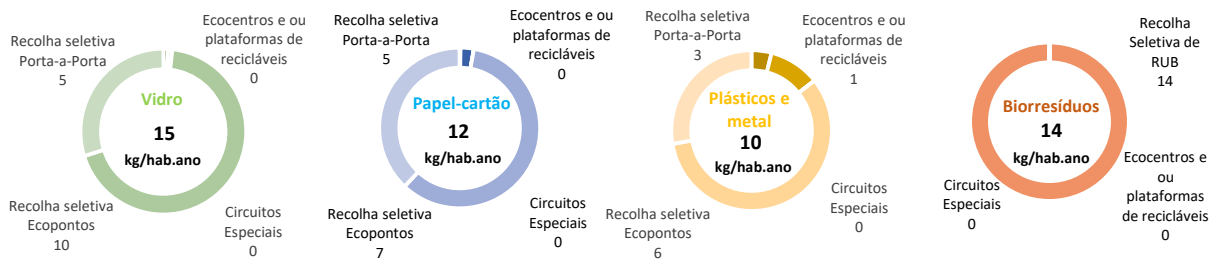 Recolha seletiva
Porta-a-Porta
5
Ecocentros e ou
plataformas de
recicláveis
0
Vidro
15
kg/hab.ano
Recolha seletiva
Ecopontos
10
Circuitos
Especiais
0
Recolha seletiva
Porta-a-Porta
5
Ecocentros e ou
plataformas de
recicláveis
0
Papel-cartão
12
kg/hab.ano
Recolha seletiva
Ecopontos
7
Circuitos
Especiais
0
Recolha seletiva
Porta-a-Porta
3
Ecocentros e ou
plataformas de
recicláveis
1
Plásticos e
metal
10
kg/hab.ano
Recolha seletiva
Ecopontos
6
Circuitos
Especiais
0
Recolha
Seletiva de
RUB
14
Biorresíduos
14
kg/hab.ano
Circuitos
Especiais
0
Ecocentros e ou
plataformas
de recicláveis
0